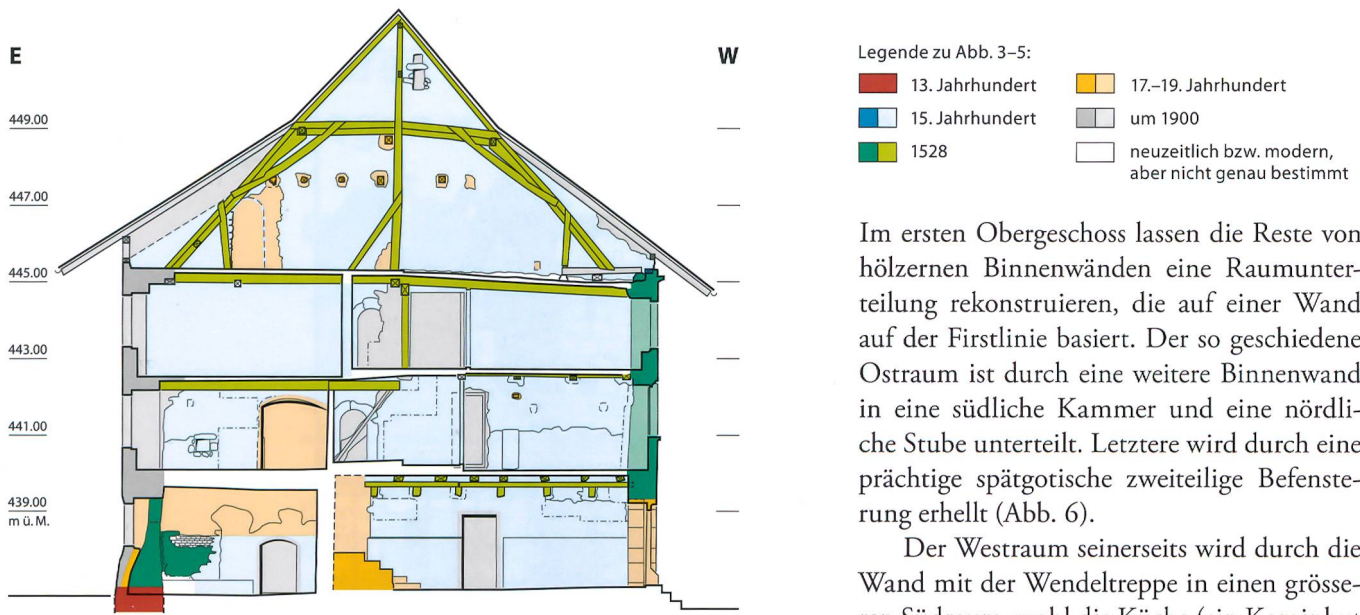 E
W
449.00
447.00
445.00
443.00
441.00
439.00
m ü. M.
Legende zu Abb. 3–5:
13. Jahrhundert
15. Jahrhundert
1528
17.–19. Jahrhundert
um 1900
neuzeitlich bzw. modern,
aber nicht genau bestimmt
Im ersten Obergeschoss lassen die Reste von
hölzernen Binnenwänden eine Raumunter-
teilung rekonstruieren, die auf einer Wand
auf der Firstlinie basiert. Der so geschiedene
Ostraum ist durch eine weitere Binnenwand
in eine südliche Kammer und eine nördli-
che Stube unterteilt. Letztere wird durch eine
prächtige spätgotische zweiteilige Befenste-
rung erhellt (Abb. 6).
Der Westraum seinerseits wird durch die
Wand mit der Wendeltreppe in einen grösse-